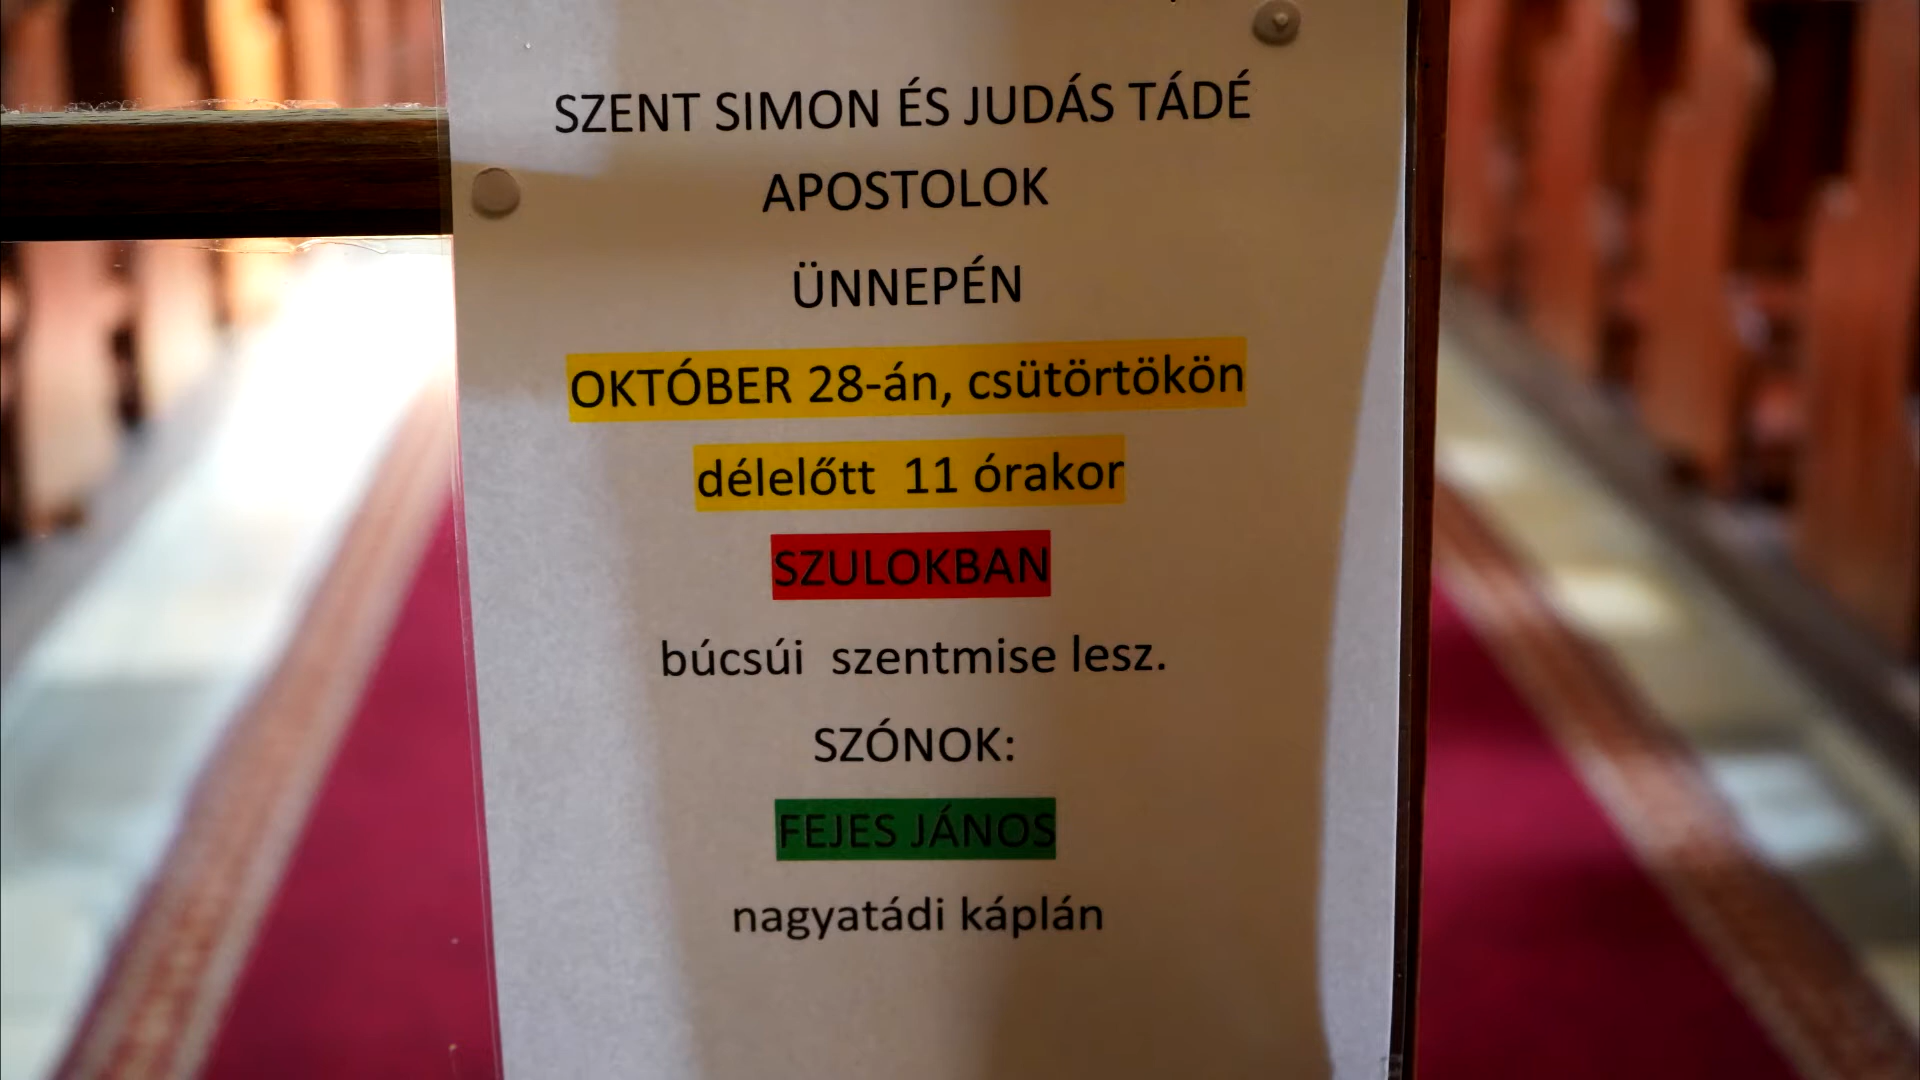 SZENT SIMON ÉS JUDÁS TÁDÉ
APOSTOLOK
ÜNNEPÉN
OKTÓBER 28-án, csütörtökön
délelőtt 11 órakor
SZULOKBAN
búcsúi szentmise lesz.
SZÓNOK:
FEJES JÁNOS
nagyatádi káplán